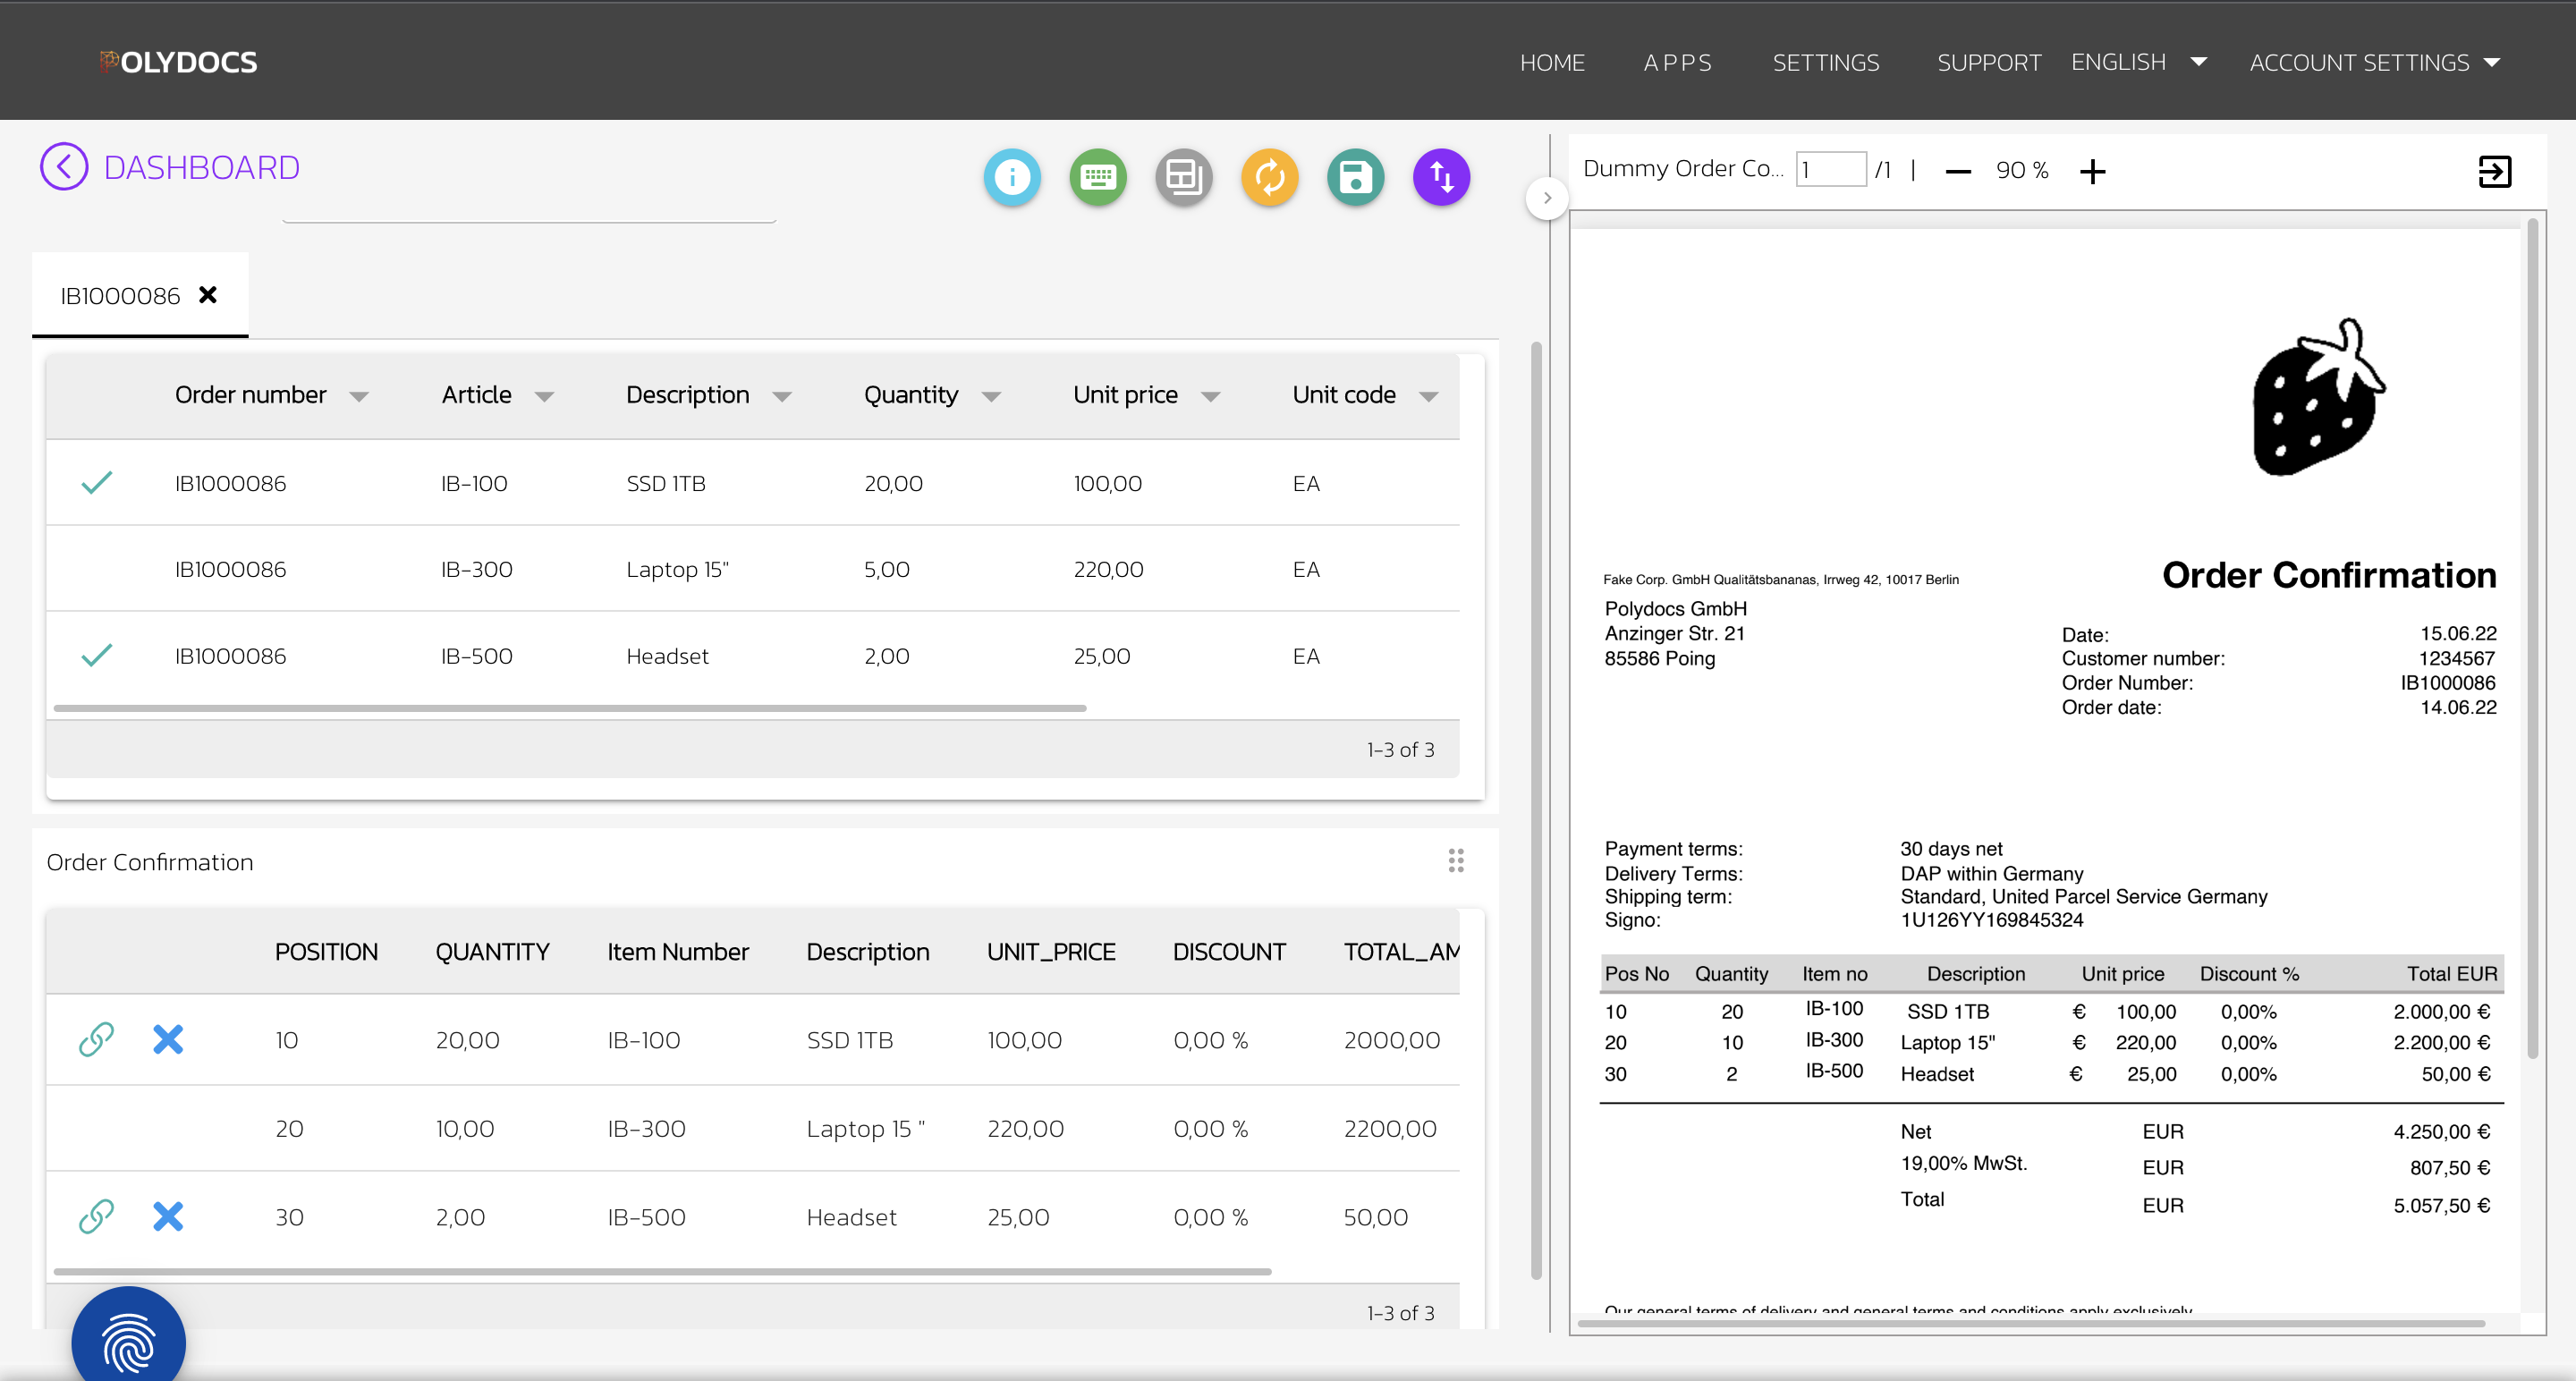 POLYDOCS
HOME APPS SETTINGS SUPPORT ENGLISH ACCOUNT SETTINGS
DASHBOARD
IB1000086
Order number Article Description Quantity Unit price Unit code
IB1000086 IB-100 SSD 1TB 20,00 100,00 EA
IB1000086 IB-300 Laptop 15" 5,00 220,00 EA
IB1000086 IB-500 Headset 2,00 25,00 EA
1-3 of 3
Order Confirmation
POSITION QUANTITY Item Number Description UNIT_PRICE DISCOUNT TOTAL_AM
10 20,00 IB-100 SSD 1TB 100,00 0,00 % 2000,00
20 10,00 IB-300 Laptop 15 " 220,00 0,00 % 2200,00
30 2,00 IB-500 Headset 25,00 0,00 % 50,00
1-3 of 3
Dummy Order Co... 1 /1 | 90 %
Fake Corp. GmbH Qualitätsbananas, Irrweg 42, 10017 Berlin
Order Confirmation
Polydocs GmbH
Anzinger Str. 21
85586 Poing
Date: 15.06.22
Customer number: 1234567
Order Number: IB1000086
Order date: 14.06.22
Payment terms: 30 days net
Delivery Terms: DAP within Germany
Shipping term: Standard, United Parcel Service Germany
Signo: 1U126YY169845324
Pos No Quantity Item no Description Unit price Discount % Total EUR
10 20 IB-100 SSD 1TB € 100,00 0,00% 2.000,00 €
20 10 IB-300 Laptop 15" € 220,00 0,00% 2.200,00 €
30 2 IB-500 Headset € 25,00 0,00% 50,00 €
Net EUR 4.250,00 €
19,00% MwSt. EUR 807,50 €
Total EUR 5.057,50 €
Our general terms of delivery and general terms and conditions apply exclusively